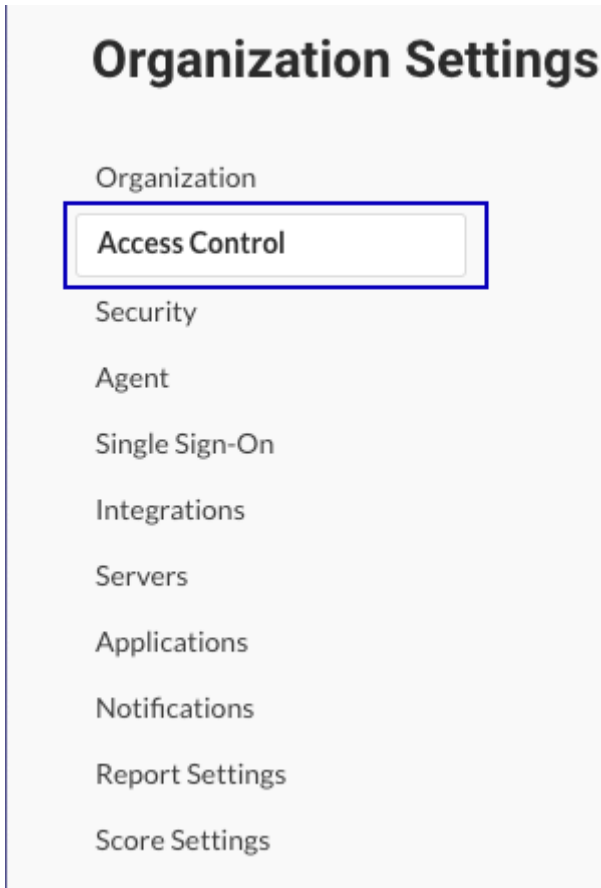 Organization Settings
Organization
Access Control
Security
Agent
Single Sign-On
Integrations
Servers
Applications
Notifications
Report Settings
Score Settings